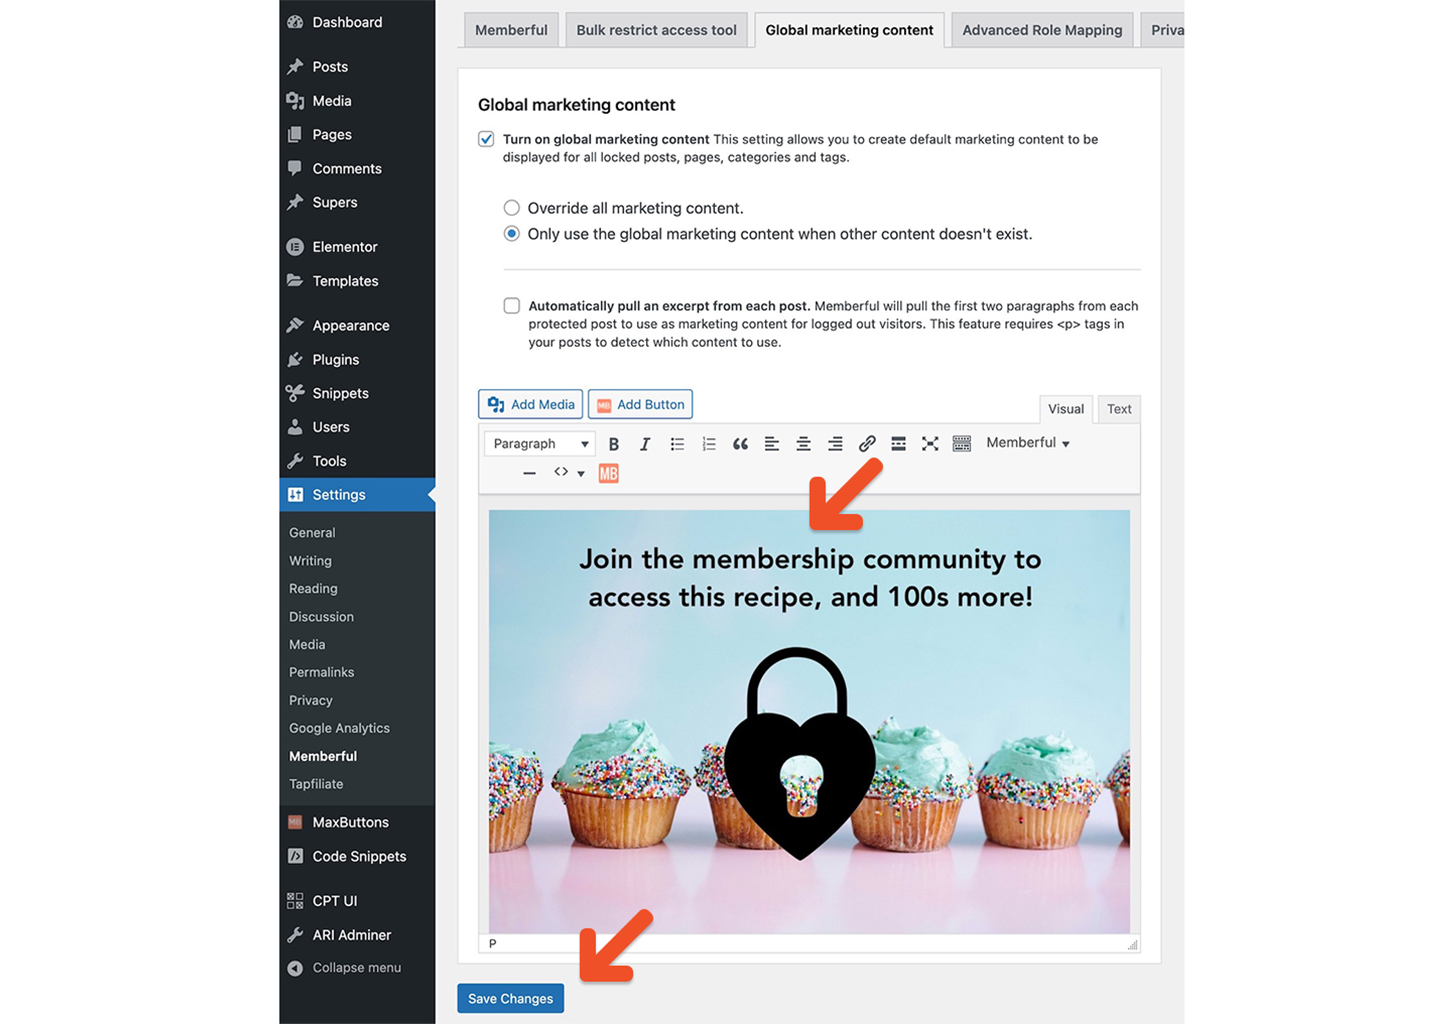 Dashboard
Posts
Media
Pages
Comments
Supers
Elementor
Templates
Appearance
Plugins
Snippets
Users
Tools
Settings
General
Writing
Reading
Discussion
Media
Permalinks
Privacy
Google Analytics
Memberful
Tapfiliate
MB MaxButtons
Code Snippets
CPT UI
ARI Adminer
Collapse menu
Memberful
Bulk restrict access tool
Global marketing content
Advanced Role Mapping
Priva
Global marketing content
Turn on global marketing content This setting allows you to create default marketing content to be
displayed for all locked posts, pages, categories and tags.
Override all marketing content.
Only use the global marketing content when other content doesn't exist.
Automatically pull an excerpt from each post. Memberful will pull the first two paragraphs from each
protected post to use as marketing content for logged out visitors. This feature requires <p> tags in
your posts to detect which content to use.
Add Media
MB Add Button
Visual
Text
Paragraph
B
I
Memberful
MB
Join the membership community to
access this recipe, and 100s more!
P
Save Changes